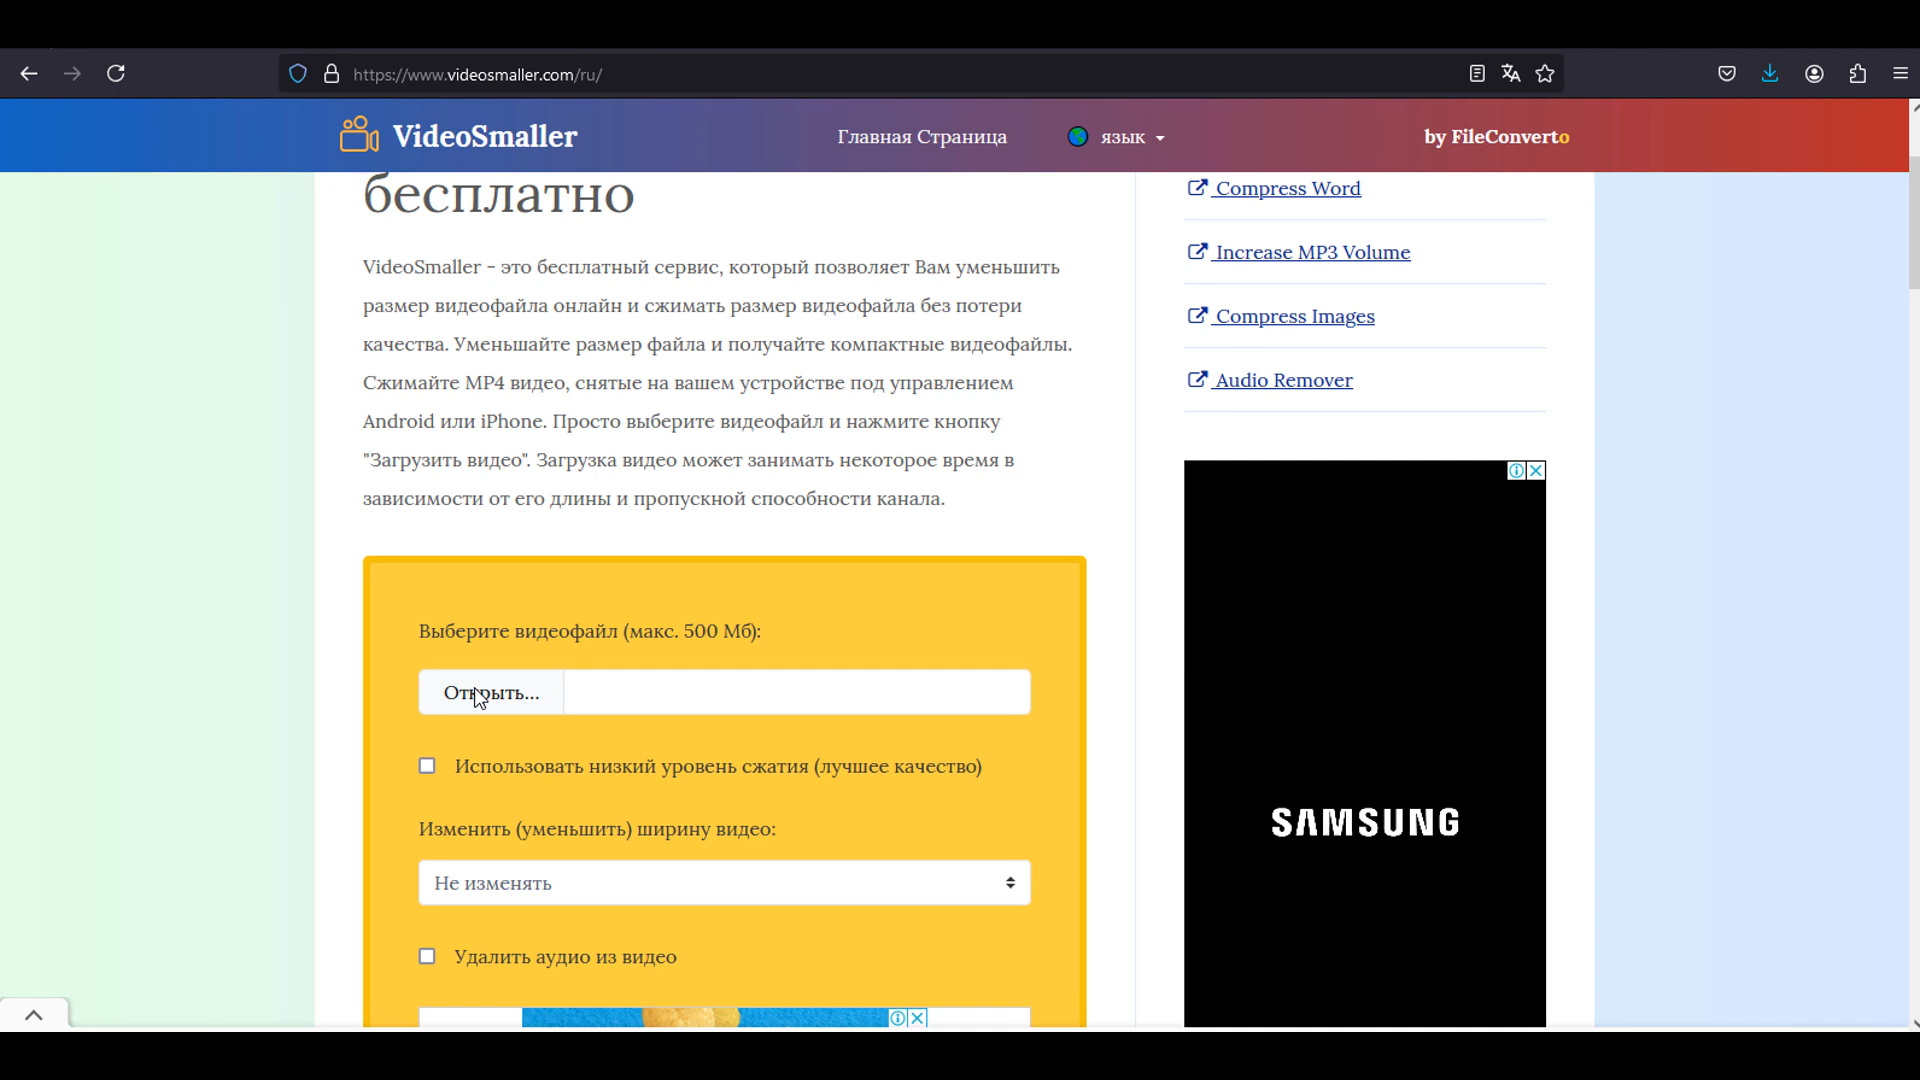 https://www.videosmaller.com/ru/
VideoSmaller
Главная Страница
язык
by FileConverto
бесплатно
VideoSmaller - это бесплатный сервис, который позволяет Вам уменьшить
размер видеофайла онлайн и сжимать размер видеофайла без потери
качества. Уменьшайте размер файла и получайте компактные видеофайлы.
Сжимайте MP4 видео, снятые на вашем устройстве под управлением
Android или iPhone. Просто выберите видеофайл и нажмите кнопку
"Загрузить видео". Загрузка видео может занимать некоторое время в
зависимости от его длины и пропускной способности канала.
Выберите видеофайл (макс. 500 Мб):
Открыть...
Использовать низкий уровень сжатия (лучшее качество)
Изменить (уменьшить) ширину видео:
Не изменять
Удалить аудио из видео
Compress Word
Increase MP3 Volume
Compress Images
Audio Remover
SAMSUNG